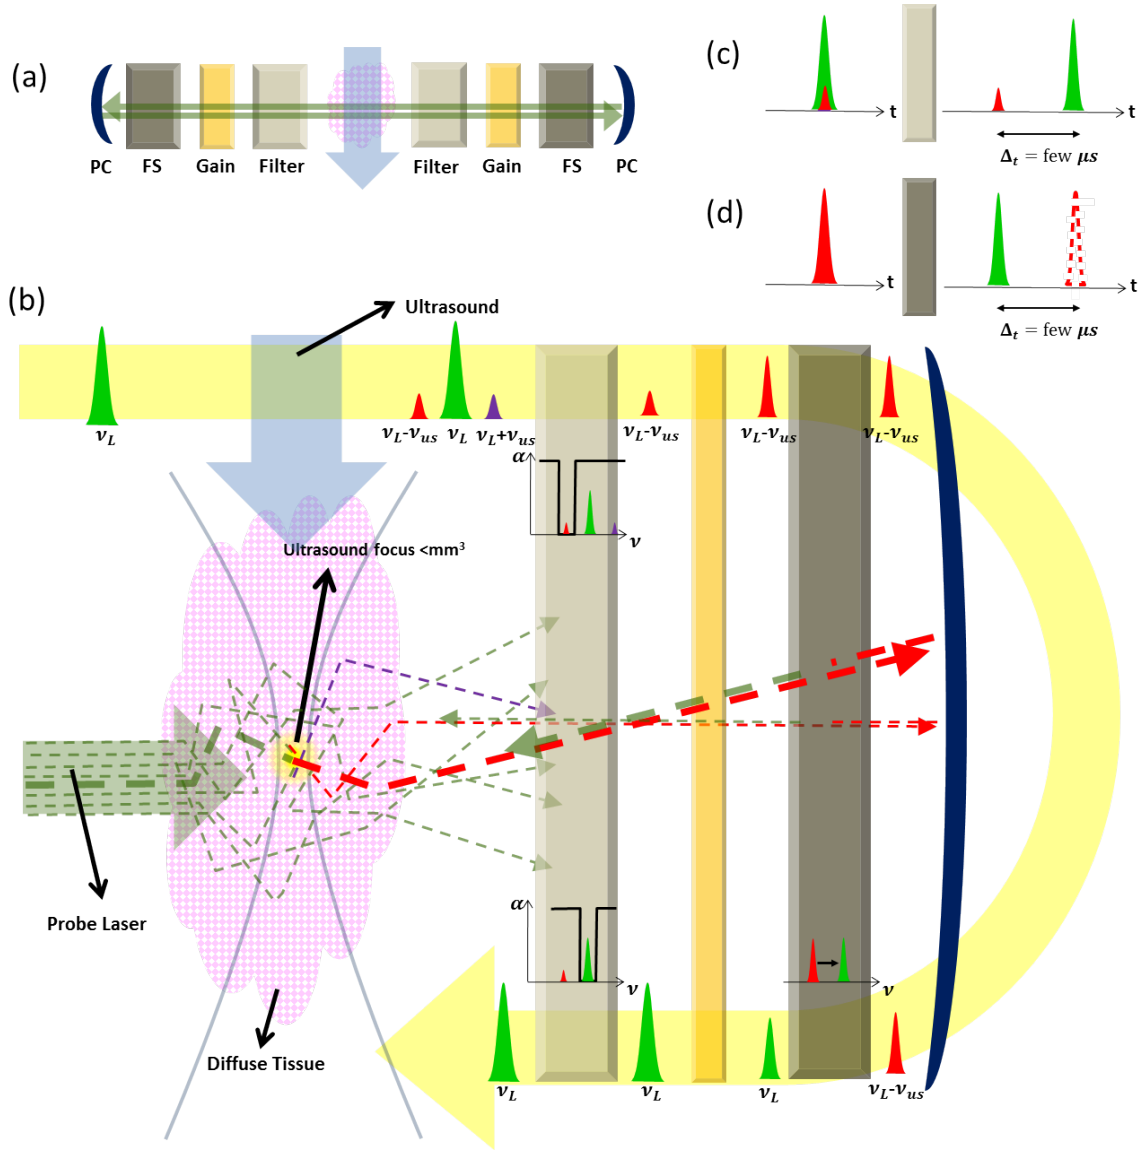 (a)
PC FS Gain Filter Filter Gain FS PC
(c)
t t
Δt = few μs
(d)
t t
Δt = few μs
(b)
Ultrasound
νL νL-νus νL νL+νus νL-νus νL-νus νL-νus
α
ν
Ultrasound focus <mm³
Probe Laser
α
ν ν
Diffuse Tissue
νL νL νL νL-νus